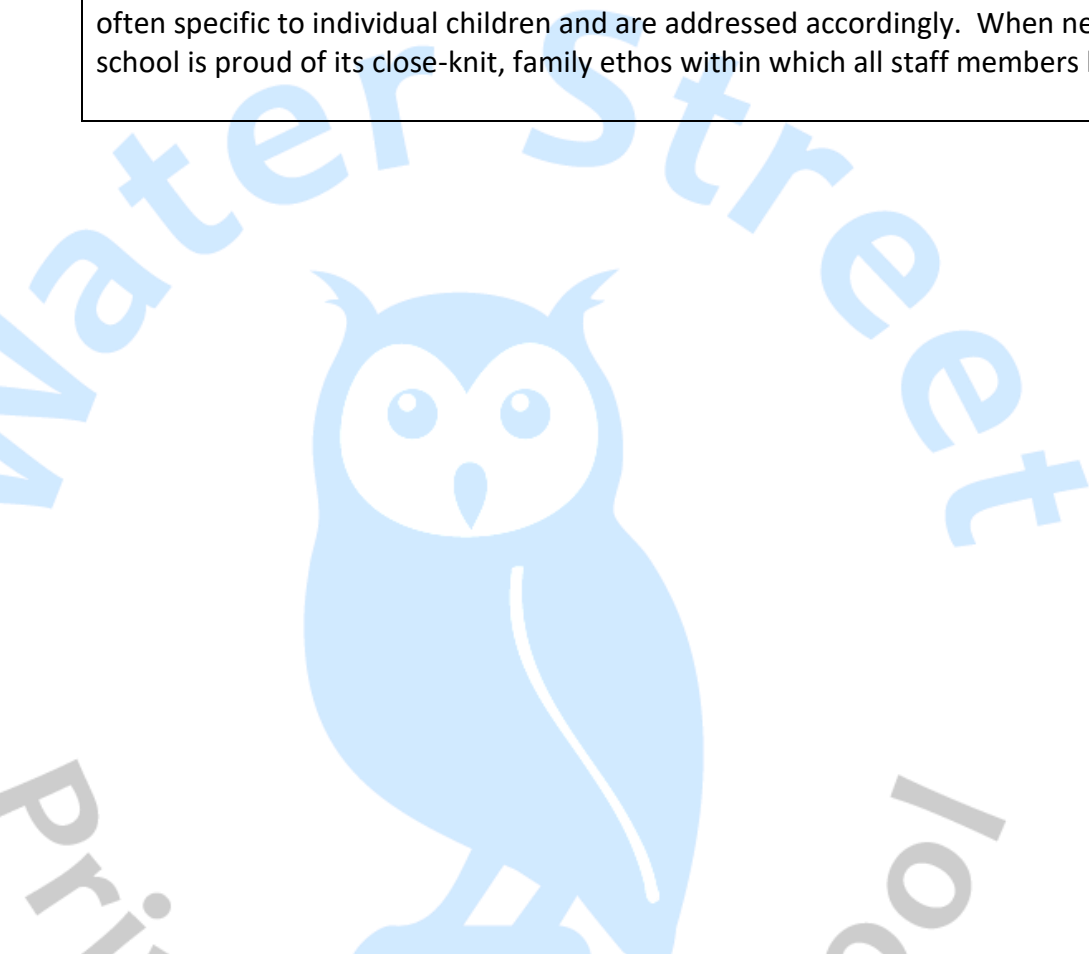 often specific to individual children and are addressed accordingly.  When
school is proud of its close-knit, family ethos within which all staff members
Water Street